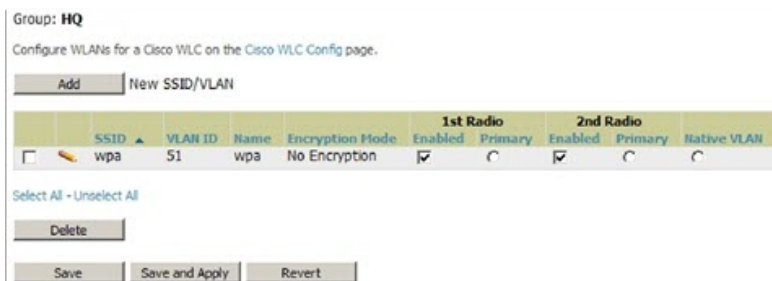 Group: HQ
Configure WLANs for a Cisco WLC on the Cisco WLC Config page.
Add New SSID/VLAN
1st Radio 2nd Radio
SSID VLAN ID Name Encryption Mode Enabled Primary Enabled Primary Native VLAN
wpa 51 wpa No Encryption
Select All - Unselect All
Delete
Save Save and Apply Revert